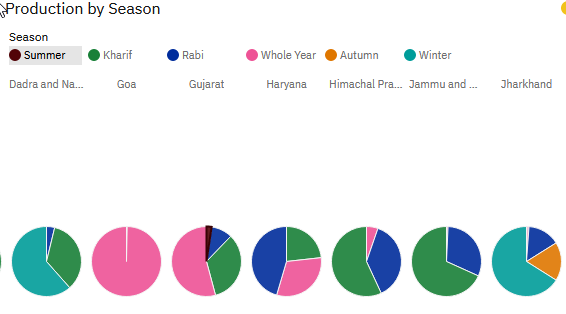 Production by Season
Season
Summer Kharif Rabi Whole Year Autumn Winter
Dadra and Na... Goa Gujarat Haryana Himachal Pra... Jammu and ... Jharkhand